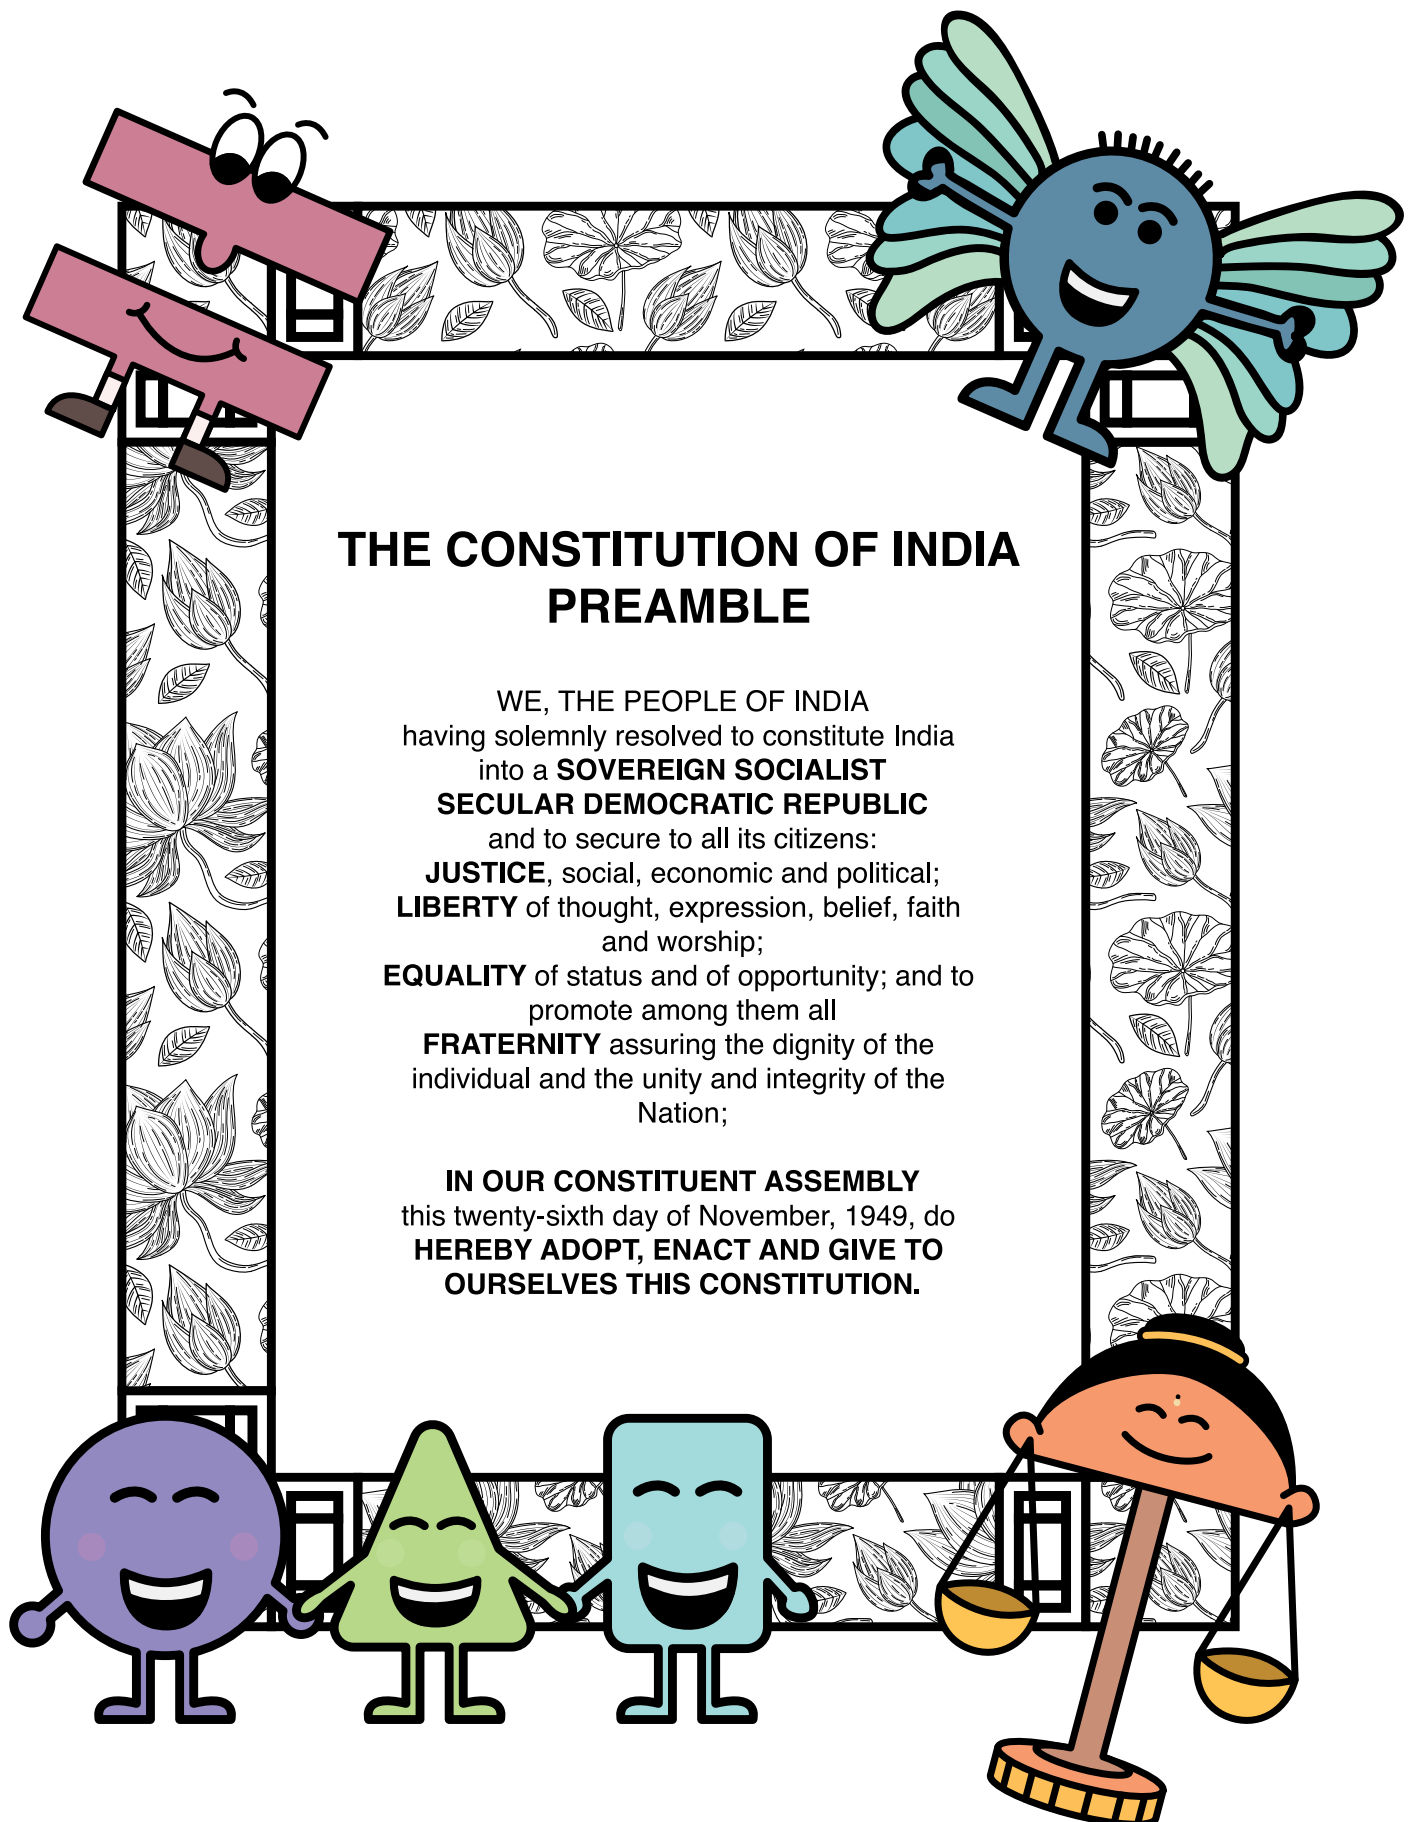 THE CONSTITUTION OF INDIA
PREAMBLE
WE, THE PEOPLE OF INDIA
having solemnly resolved to constitute India
into a SOVEREIGN SOCIALIST
SECULAR DEMOCRATIC REPUBLIC
and to secure to all its citizens:
JUSTICE, social, economic and political;
LIBERTY of thought, expression, belief, faith
and worship;
EQUALITY of status and of opportunity; and to
promote among them all
FRATERNITY assuring the dignity of the
individual and the unity and integrity of the
Nation;
IN OUR CONSTITUENT ASSEMBLY
this twenty-sixth day of November, 1949, do
HEREBY ADOPT, ENACT AND GIVE TO
OURSELVES THIS CONSTITUTION.